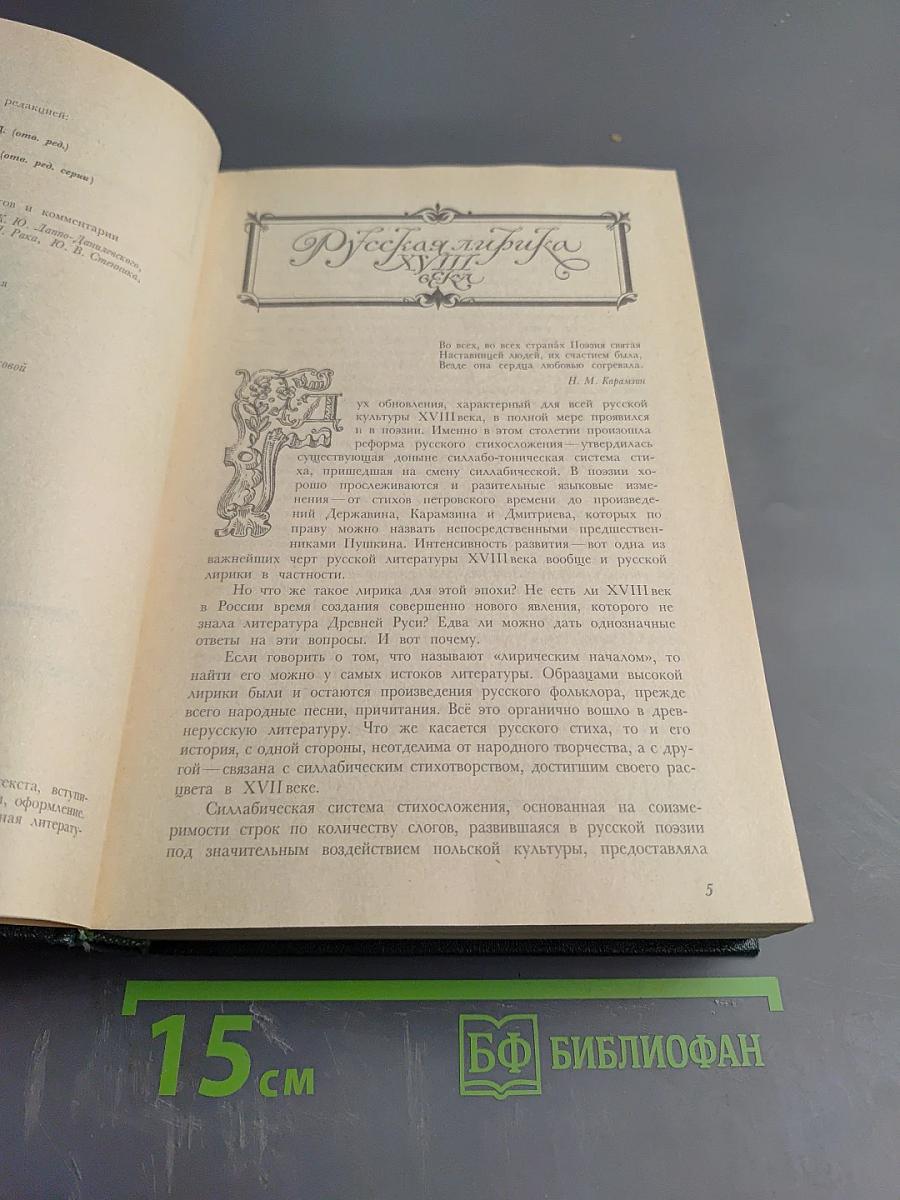 редакцией:
(отв. ред.)
(отв. ред. серии)
и комментарии
К. Ю. Лаппо-Данилевского,
Рака, Ю. В. Стенника,
текста, вступи-
оформление.
литерату-
Русская лирика
XVIII
века
Во всех, во всех странах Поэзия святая
Наставницей людей, их счастием была,
Везде она сердца любовью согревала.
Н. М. Карамзин
Дух обновления, характерный для всей русской
культуры XVIII века, в полной мере проявился
и в поэзии. Именно в этом столетии произошла
реформа русского стихосложения—утвердилась
существующая доныне силлабо-тоническая система сти-
ха, пришедшая на смену силлабической. В поэзии хо-
рошо прослеживаются и разительные языковые изме-
нения—от стихов петровского времени до произведе-
ний Державина, Карамзина и Дмитриева, которых по
праву можно назвать непосредственными предшествен-
никами Пушкина. Интенсивность развития—вот одна из
важнейших черт русской литературы XVIII века вообще и русской
лирики в частности.
Но что же такое лирика для этой эпохи? Не есть ли XVIII век
в России время создания совершенно нового явления, которого не
знала литература Древней Руси? Едва ли можно дать однозначные
ответы на эти вопросы. И вот почему.
Если говорить о том, что называют «лирическим началом», то
найти его можно у самых истоков литературы. Образцами высокой
лирики были и остаются произведения русского фольклора, прежде
всего народные песни, причитания. Всё это органично вошло в древ-
нерусскую литературу. Что же касается русского стиха, то и его
история, с одной стороны, неотделима от народного творчества, а с дру-
гой—связана с силлабическим стихотворством, достигшим своего рас-
цвета в XVII веке.
Силлабическая система стихосложения, основанная на соизме-
римости строк по количеству слогов, развившаяся в русской поэзии
под значительным воздействием польской культуры, предоставляла
5
15 см
БФ БИБЛИОФАН